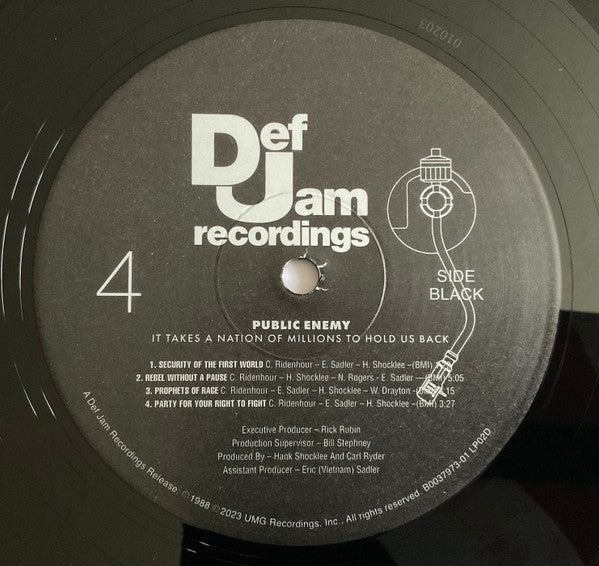 010203
Def
Jam
recordings
4
SIDE
BLACK
PUBLIC ENEMY
IT TAKES A NATION OF MILLIONS TO HOLD US BACK
1. SECURITY OF THE FIRST WORLD C. Ridenhour – E. Sadler – H. Shocklee –(BMI)
2. REBEL WITHOUT A PAUSE C. Ridenhour – H. Shocklee – N. Rogers - E. Sadler –(BMI) 5:05
3. PROPHETS OF RAGE C. Ridenhour – E. Sadler – H. Shocklee – W. Drayton -
4. PARTY FOR YOUR RIGHT TO FIGHT C. Ridenhour – E. Sadler – H. Shocklee –(BMI) 3:27
Executive Producer – Rick Rubin
Production Supervisor – Bill Stephney
Produced By – Hank Shocklee And Carl Ryder
Assistant Producer – Eric (Vietnam) Sadler
A Def Jam Recordings Release: ℗1988 ©2023 UMG Recordings. Inc.. All rights reserved. B0037973-01 LP02D